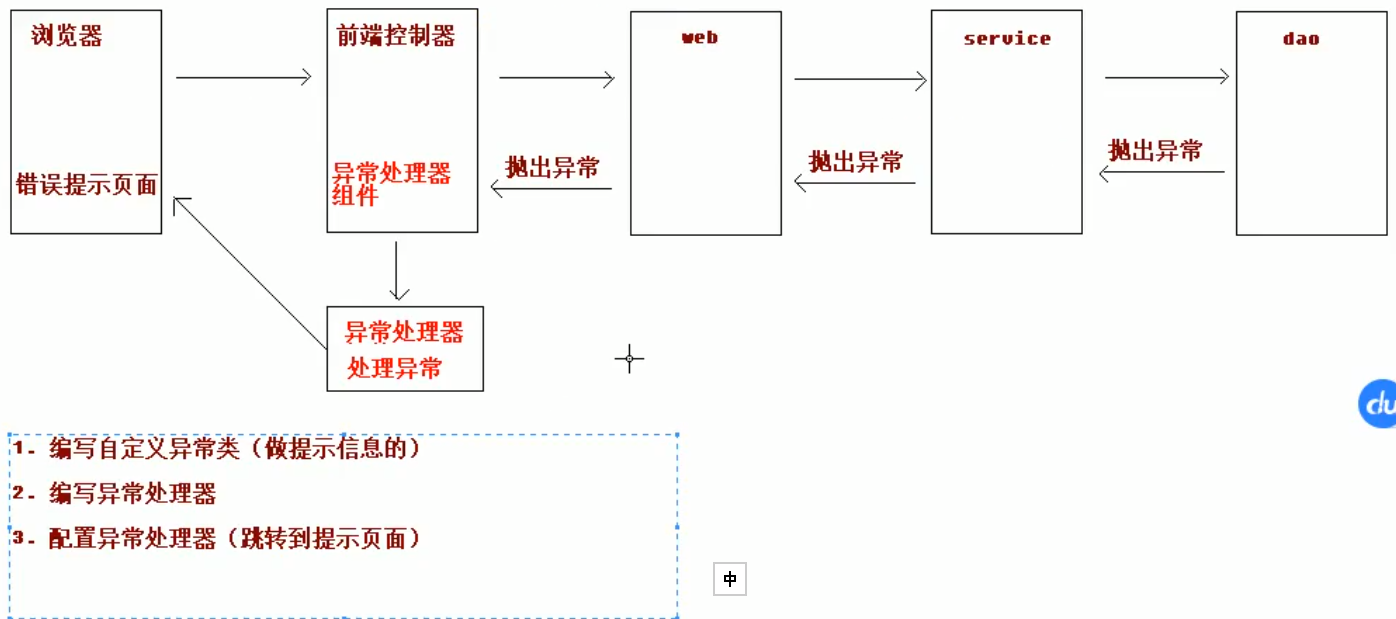 浏览器
前端控制器
web
service
dao
抛出异常
抛出异常
抛出异常
异常处理器
组件
错误提示页面
异常处理器
处理异常
du
1. 编写自定义异常类（做提示信息的）
2. 编写异常处理器
3. 配置异常处理器（跳转到提示页面）
中